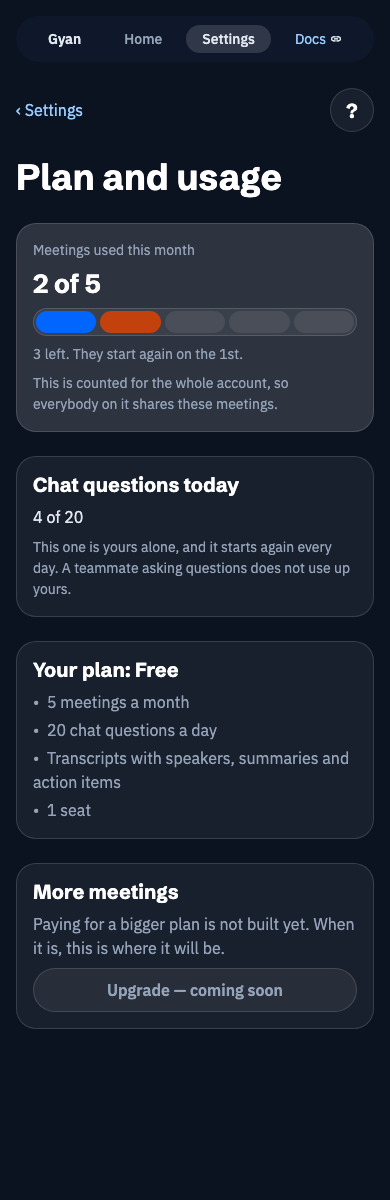 Gyan Home Settings Docs
‹ Settings
?
Plan and usage
Meetings used this month
2 of 5
3 left. They start again on the 1st.
This is counted for the whole account, so
everybody on it shares these meetings.
Chat questions today
4 of 20
This one is yours alone, and it starts again every
day. A teammate asking questions does not use up
yours.
Your plan: Free
• 5 meetings a month
• 20 chat questions a day
• Transcripts with speakers, summaries and
action items
• 1 seat
More meetings
Paying for a bigger plan is not built yet. When
it is, this is where it will be.
Upgrade — coming soon